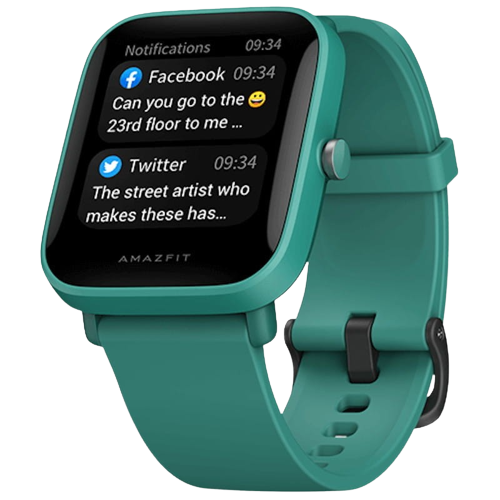 Notifications 09:34
Facebook 09:34
Can you go to the 😀
23rd floor to me ...
Twitter 09:34
The street artist who
makes these has...
AMAZFIT